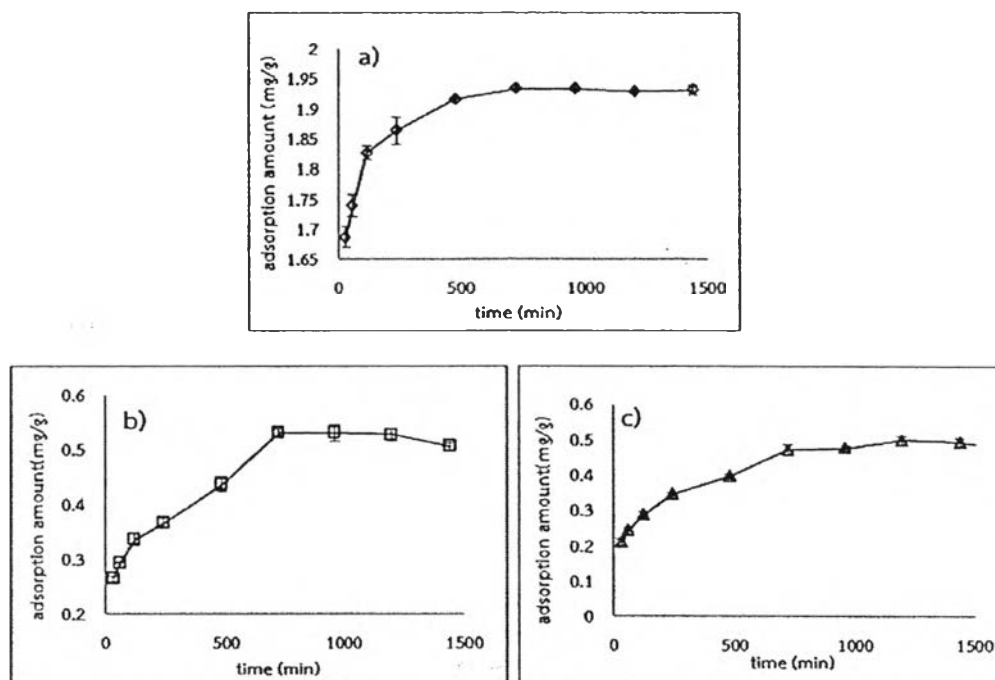 a)
adsorption amount (mg/g)
2
1.95
1.9
1.85
1.8
1.75
1.7
1.65
0 500 1000 1500
time (min)
b)
adsorption amount(mg/g)
0.6
0.5
0.4
0.3
0.2
0 500 1000 1500
time (min)
c)
adsorption amount(mg/g)
0.6
0.5
0.4
0.3
0.2
0.1
0
0 500 1000 1500
time (min)